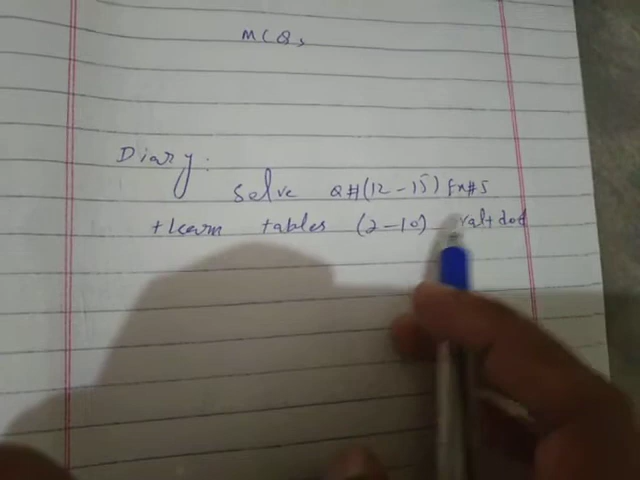 MCQs
Diary:
Solve Q#(12-15) Ex#5
+learn tables (2-10)